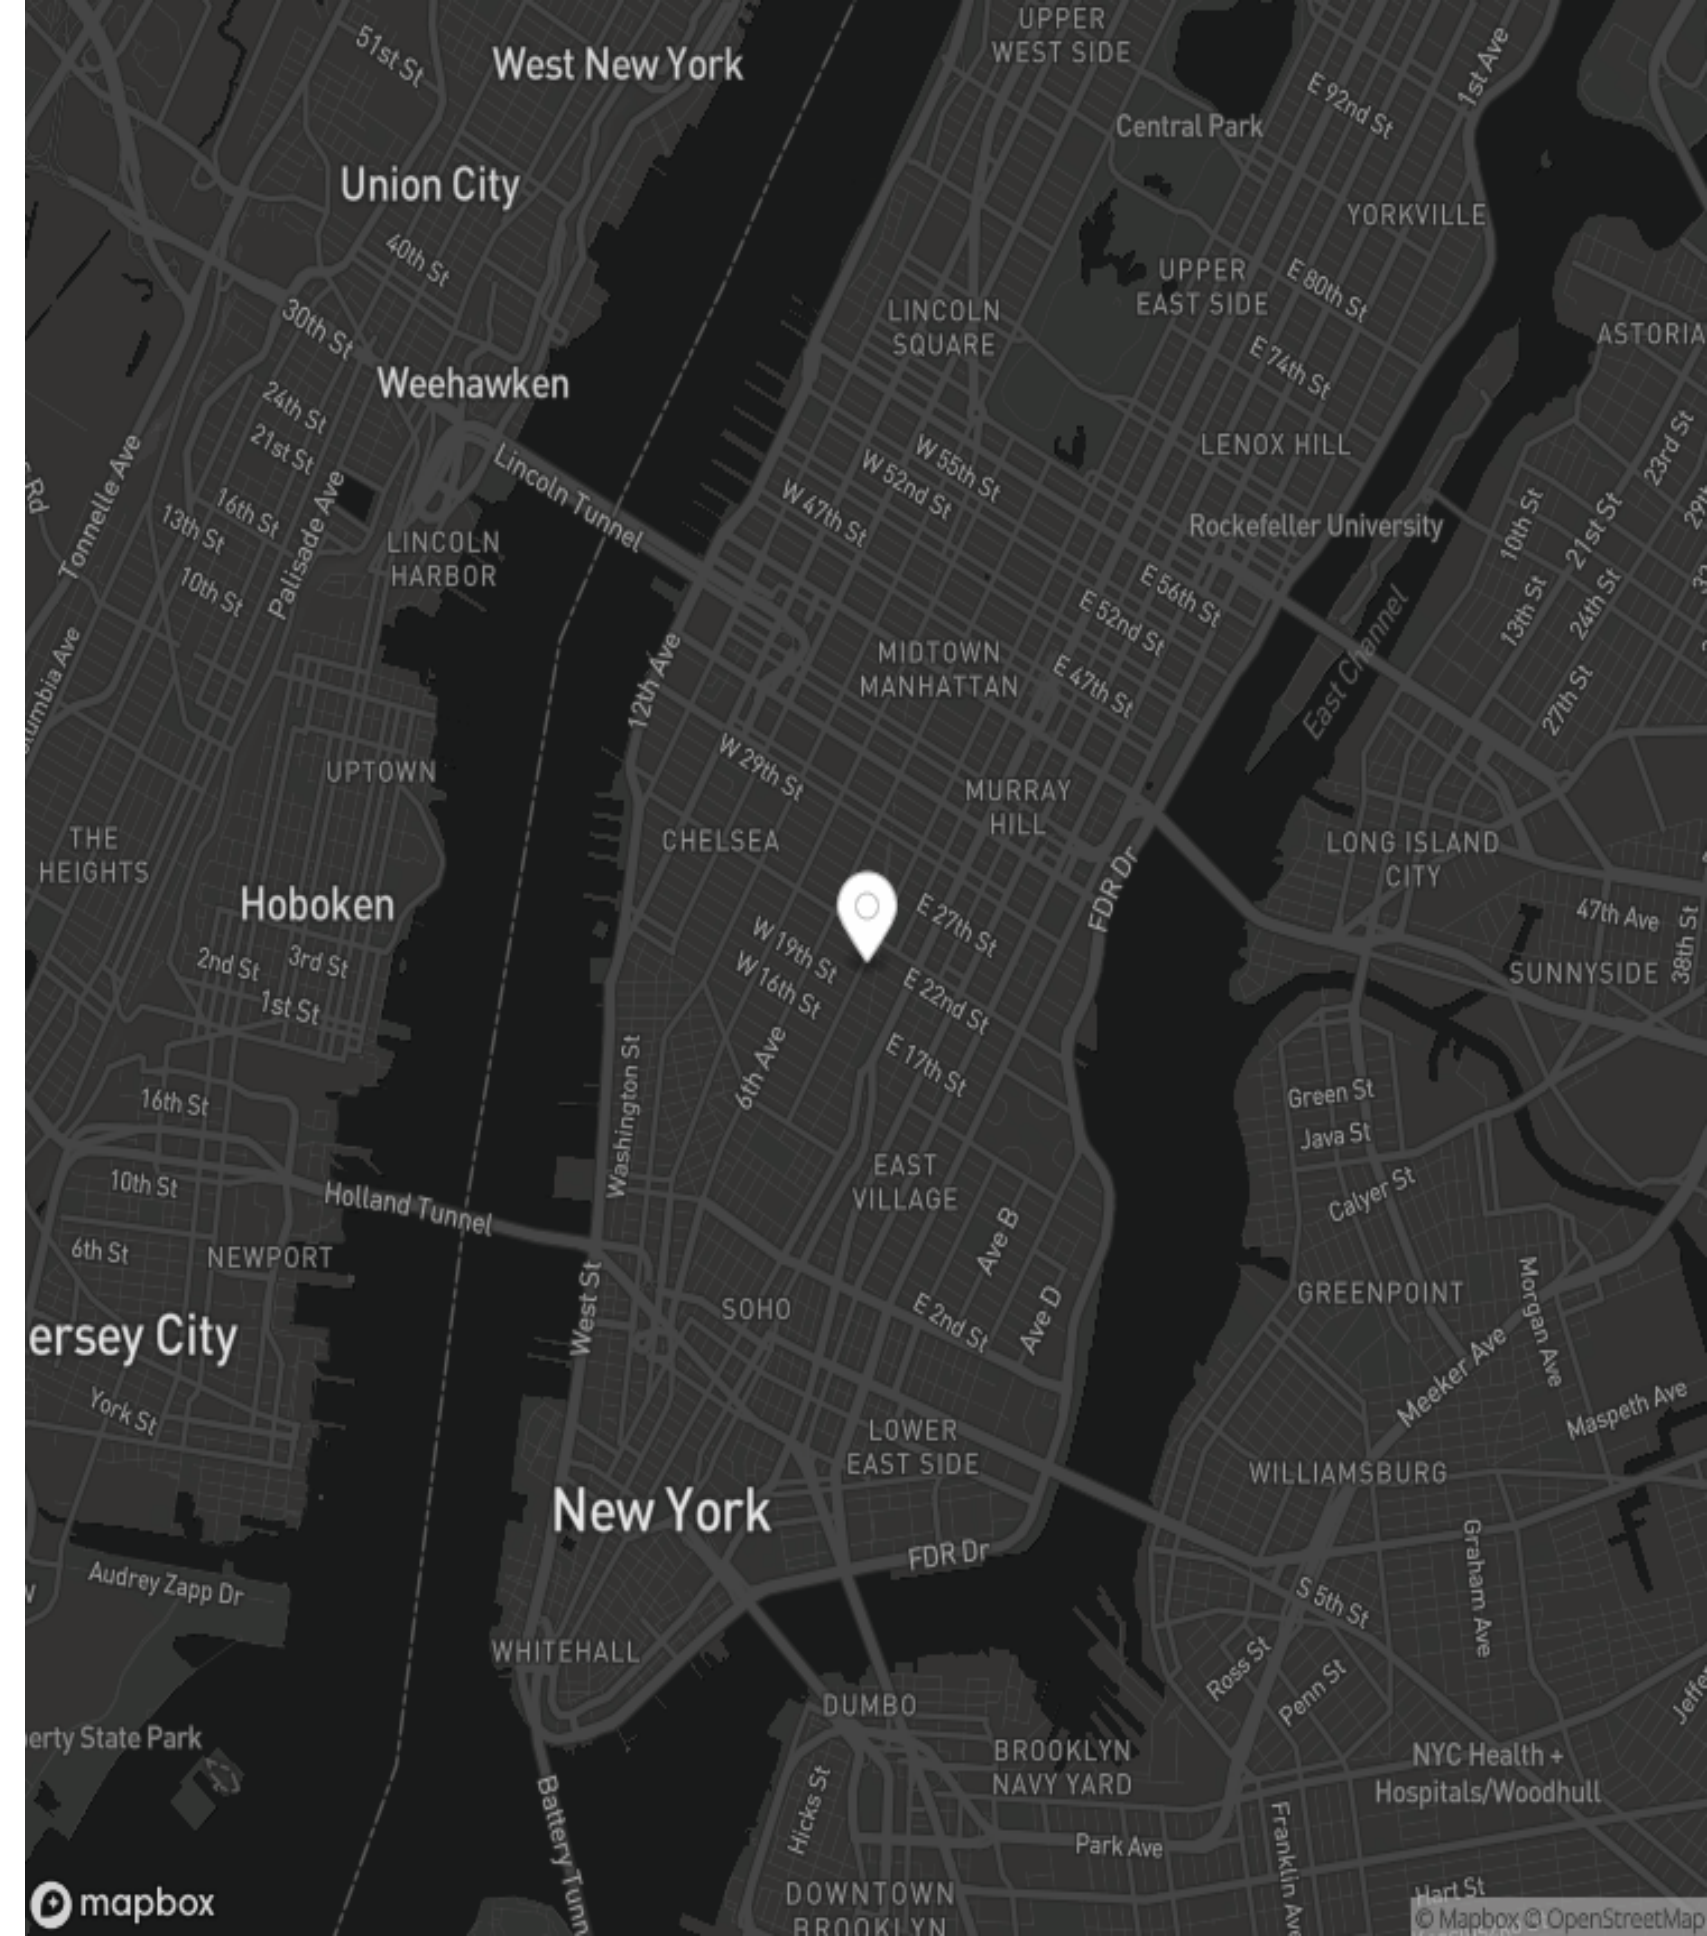 51st St
West New York
UPPER
WEST SIDE
1st Ave
E 92nd St
Central Park
Union City
YORKVILLE
40th St
UPPER
EAST SIDE
E 80th St
30th St
LINCOLN
SQUARE
ASTORIA
E 74th St
Weehawken
24th St
21st St
LENOX HILL
23rd St
W 55th St
W 52nd St
W 47th St
Lincoln Tunnel
Tonnelle Ave
Rd
16th St
13th St
Palisade Ave
LINCOLN
HARBOR
Rockefeller University
10th St
21st St
10th St
E 56th St
E 52nd St
13th St
24th St
East Channel
MIDTOWN
MANHATTAN
12th Ave
E 47th St
27th St
UPTOWN
W 29th St
MURRAY
HILL
THE
HEIGHTS
CHELSEA
LONG ISLAND
CITY
FDR Dr
Hoboken
E 27th St
47th Ave
38th St
W 19th St
2nd St
3rd St
W 16th St
E 22nd St
SUNNYSIDE
1st St
6th Ave
E 17th St
Washington St
16th St
Green St
Java St
10th St
Holland Tunnel
EAST
VILLAGE
Calyer St
6th St
NEWPORT
Ave B
West St
SOHO
E 2nd St
Ave D
GREENPOINT
Morgan Ave
ersey City
Meeker Ave
York St
Maspeth Ave
LOWER
EAST SIDE
WILLIAMSBURG
New York
FDR Dr
Graham Ave
Audrey Zapp Dr
S 5th St
WHITEHALL
Ross St
Penn St
DUMBO
erty State Park
BROOKLYN
NAVY YARD
NYC Health +
Hospitals/Woodhull
Hicks St
Battery Tunn
Park Ave
Franklin Ave
mapbox
DOWNTOWN
BROOKLYN
Hart St
© Mapbox © OpenStreetMap